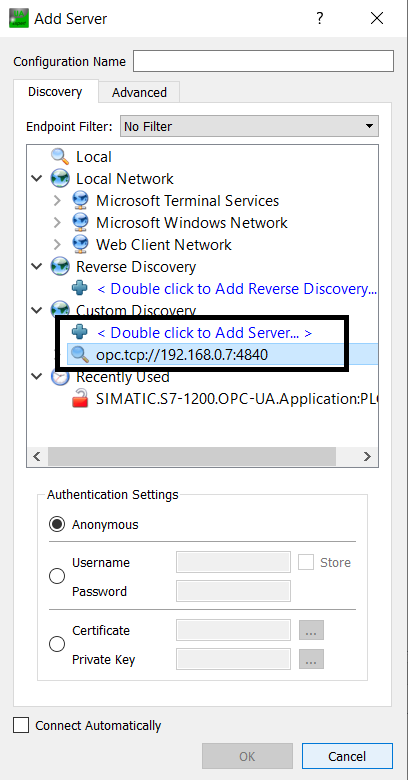 Add Server
Configuration Name
Discovery
Advanced
Endpoint Filter: No Filter
Local
Local Network
Microsoft Terminal Services
Microsoft Windows Network
Web Client Network
Reverse Discovery
< Double click to Add Reverse Discovery...
Custom Discovery
< Double click to Add Server... >
opc.tcp://192.168.0.7:4840
Recently Used
SIMATIC.S7-1200.OPC-UA.Application:PL
Authentication Settings
Anonymous
Username
Store
Password
Certificate
...
Private Key
...
Connect Automatically
OK
Cancel